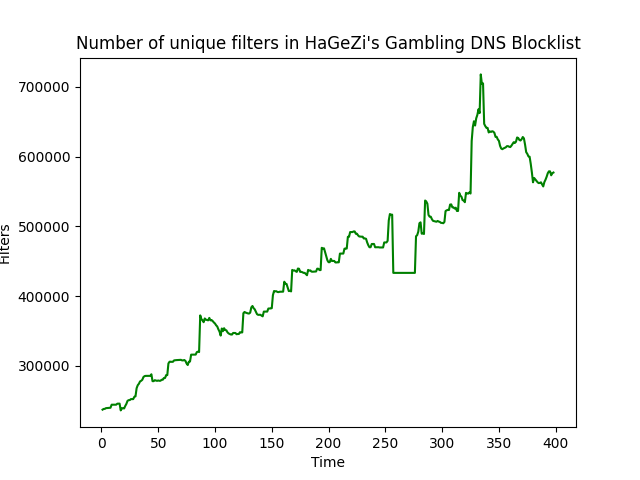 Number of unique filters in HaGeZi's Gambling DNS Blocklist
700000
600000
500000
400000
300000
Filters
0 50 100 150 200 250 300 350 400
Time